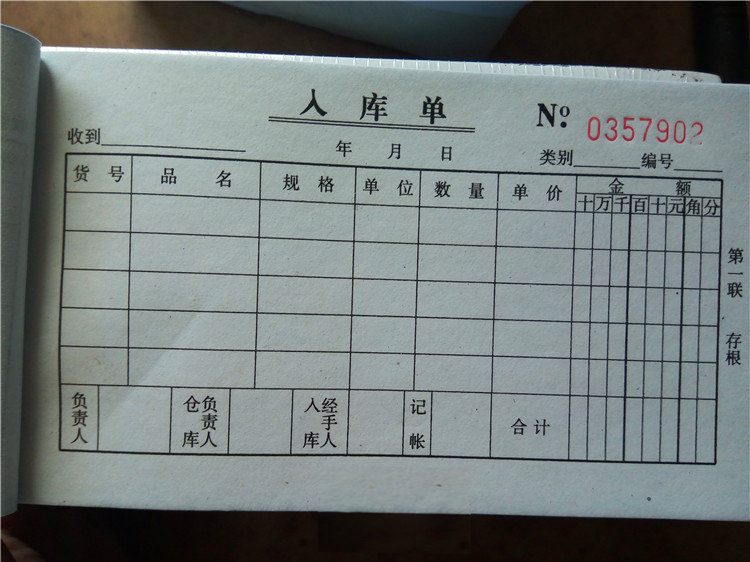 入库单
№ 0357902
收到 年 月 日 类别 编号
货号 品名 规格 单位 数量 单价 金额
十 万 千 百 十 元 角 分
第一联 存根
负责人 仓库负责人 入库经手人 记帐 合计